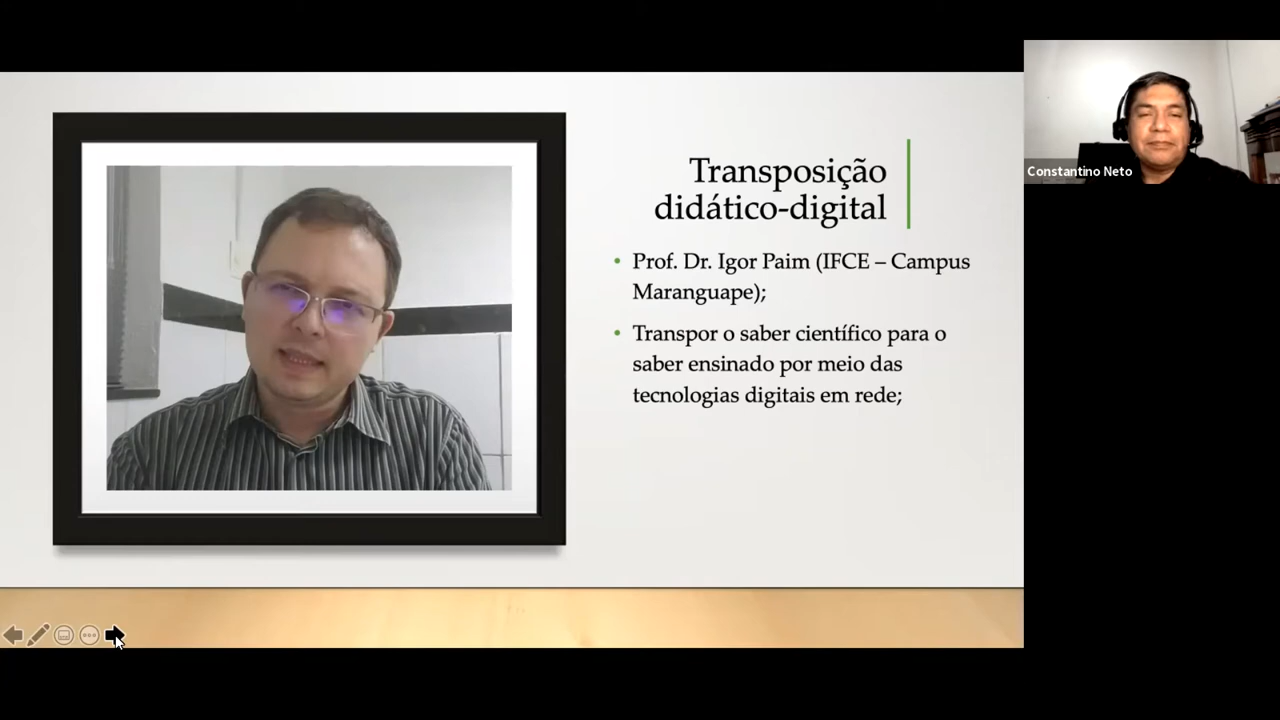 Transposição
didático-digital
• Prof. Dr. Igor Paim (IFCE – Campus
Maranguape);
• Transpor o saber científico para o
saber ensinado por meio das
tecnologias digitais em rede;
Constantino Neto